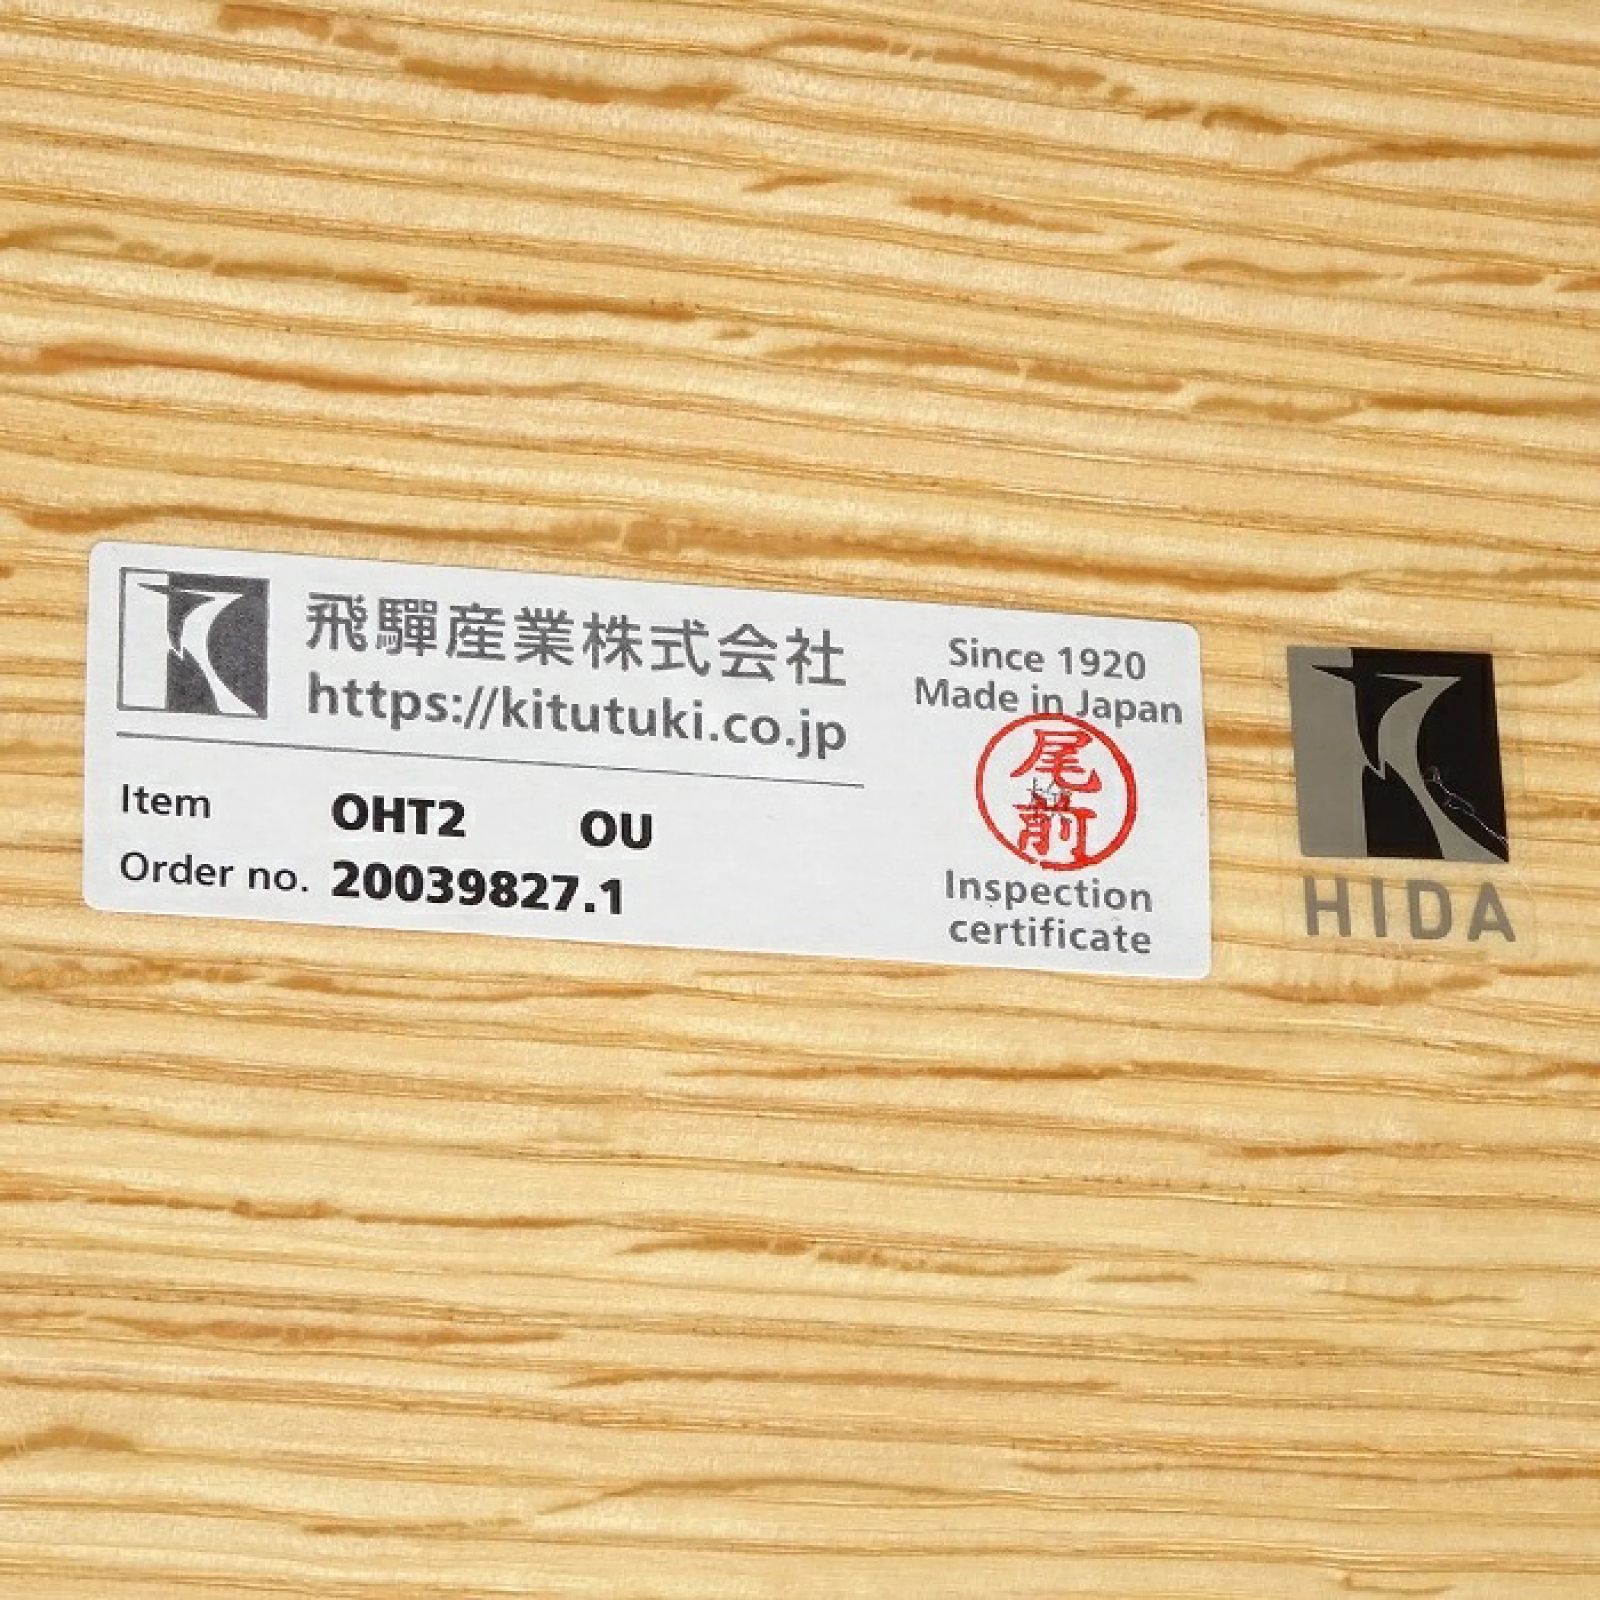 飛驒産業株式会社
https://kitutuki.co.jp
Item OHT2 OU
Order no. 20039827.1
Since 1920
Made in Japan
尾前
Inspection
certificate
HIDA